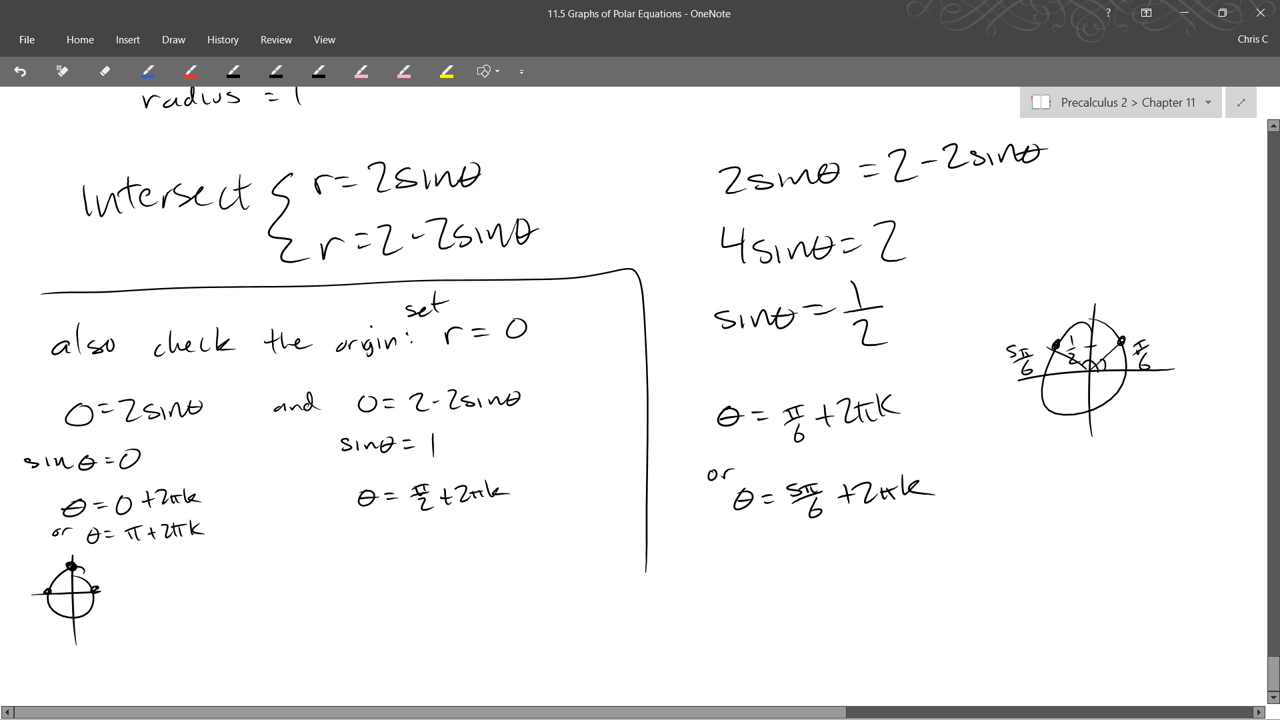 11.5 Graphs of Polar Equations - OneNote
File Home Insert Draw History Review View
Chris C
Precalculus 2 > Chapter 11
radius = 1
Intersect { r = 2sinθ
r = 2 - 2sinθ
also check the origin: set r = 0
0 = 2sinθ and 0 = 2 - 2sinθ
sinθ = 0
sinθ = 1
θ = 0 + 2πk
θ = π/2 + 2πk
or θ = π + 2πk
2sinθ = 2 - 2sinθ
4sinθ = 2
sinθ = 1/2
θ = π/6 + 2πk
or
θ = 5π/6 + 2πk
5π/6 1/2 π/6